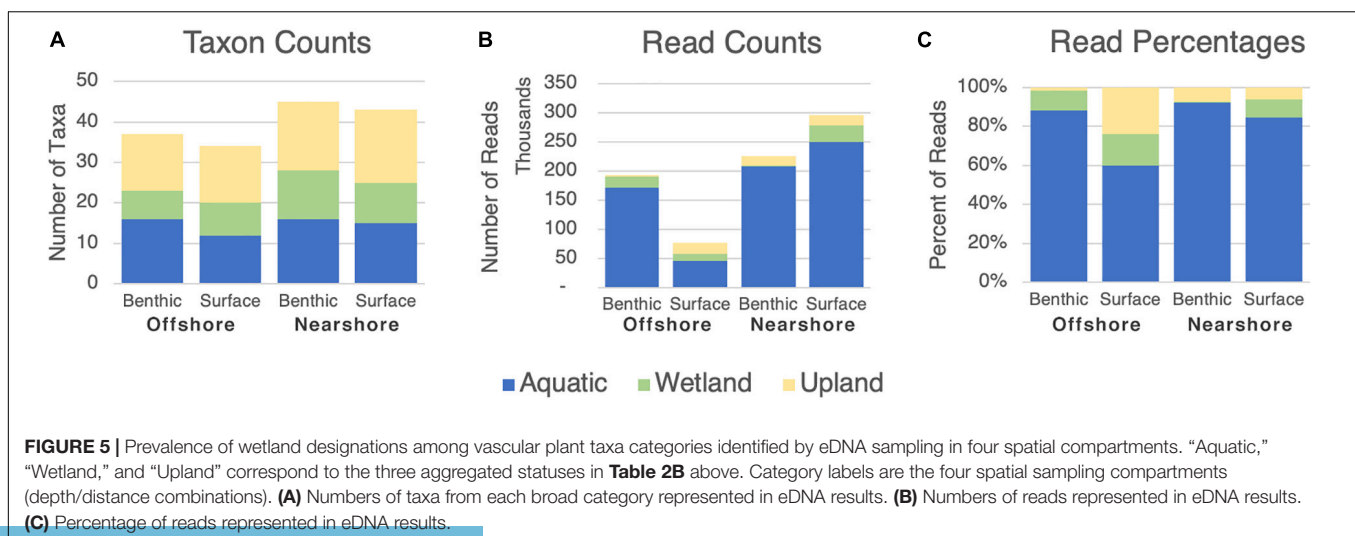 A
Taxon Counts
Number of Taxa
50
40
30
20
10
0
Benthic Surface Benthic Surface
Offshore Nearshore
B
Read Counts
Number of Reads
Thousands
350
300
250
200
150
100
50
-
Benthic Surface Benthic Surface
Offshore Nearshore
C
Read Percentages
Percent of Reads
100%
80%
60%
40%
20%
0%
Benthic Surface Benthic Surface
Offshore Nearshore
Aquatic Wetland Upland
FIGURE 5 | Prevalence of wetland designations among vascular plant taxa categories identified by eDNA sampling in four spatial compartments. “Aquatic,”
“Wetland,” and “Upland” correspond to the three aggregated statuses in Table 2B above. Category labels are the four spatial sampling compartments
(depth/distance combinations). (A) Numbers of taxa from each broad category represented in eDNA results. (B) Numbers of reads represented in eDNA results.
(C) Percentage of reads represented in eDNA results.